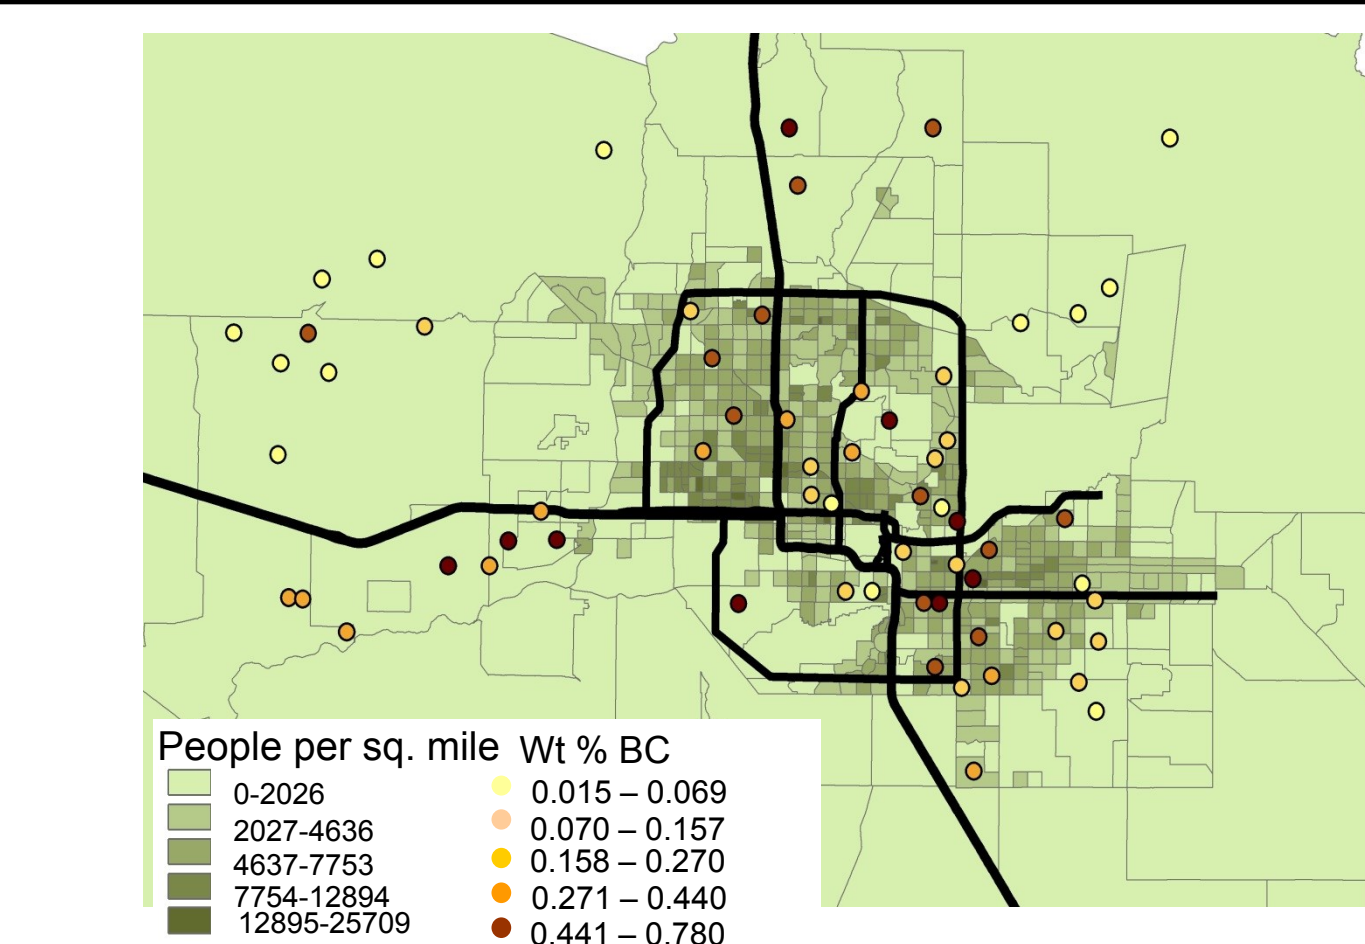 People per sq. mile
0-2026
2027-4636
4637-7753
7754-12894
12895-25709
Wt % BC
0.015 – 0.069
0.070 – 0.157
0.158 – 0.270
0.271 – 0.440
0.441 – 0.780